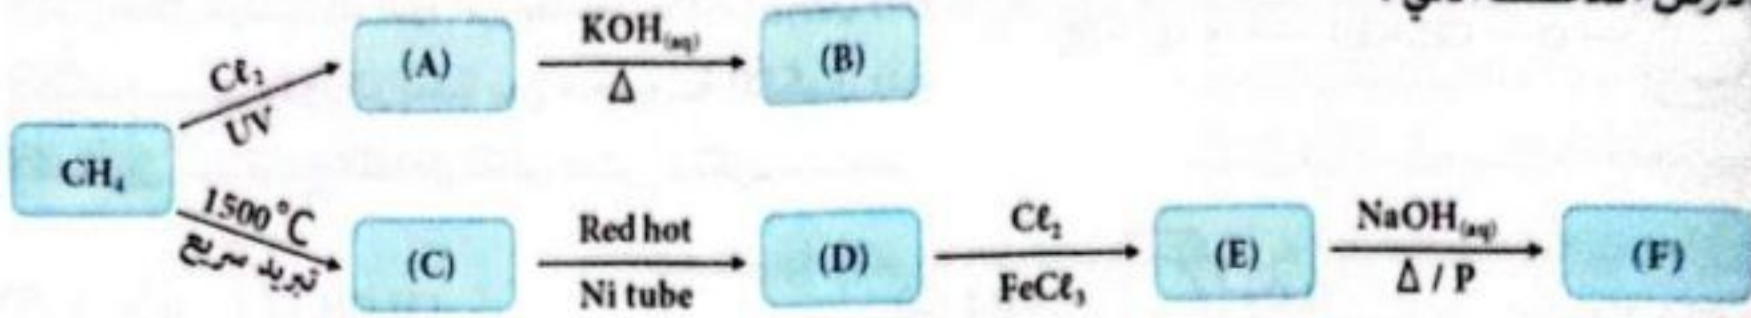 CH₄
Cℓ₂
UV
(A)
KOH₍aq₎
Δ
(B)
1500°C
تبريد سريع
(C)
Red hot
Ni tube
(D)
Cℓ₂
FeCℓ₃
(E)
NaOH₍aq₎
Δ / P
(F)